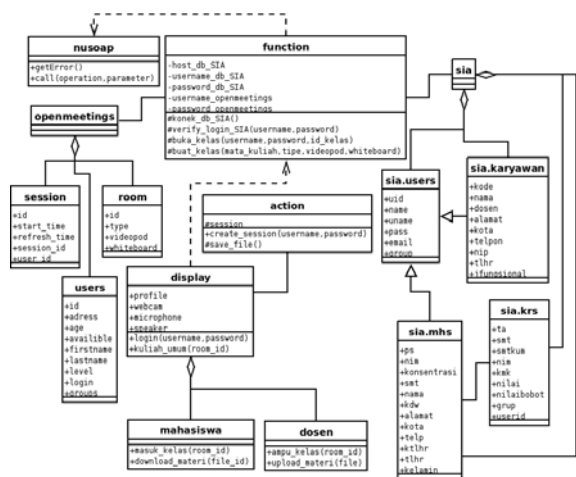 nusoap
+getError()
+call(operation,parameter)
function
-host_db_SIA
-username_db_SIA
-password_db_SIA
-username_openmeetings
-password_openmeetings
#konek_db_SIA()
#verify_login_SIA(username,password)
#buka_kelas(username,password,id_kelas)
#buat_kelas(mata_kuliah,tipe,videopod,whiteboard)
sia
openmeetings
session
+id
+start_time
+refresh_time
+session_id
+user_id
room
+id
+type
+videopod
+whiteboard
users
+id
+adress
+age
+availible
+firstname
+lastname
+level
+login
+groups
action
#session
+create_session(username,password)
#save_file()
display
+profile
+webcam
+microphone
+speaker
+login(username,password)
+kuliah_umum(room_id)
mahasiswa
+masuk_kelas(room_id)
+download_materi(file_id)
dosen
+ampu_kelas(room_id)
+upload_materi(file)
sia.users
+uid
+name
+uname
+pass
+email
+group
sia.karyawan
+kode
+nama
+dosen
+alamat
+kota
+telpon
+nip
+tlhr
+jfungsional
sia.mhs
+ps
+nim
+konsentrasi
+smt
+nama
+kdw
+alamat
+kota
+telp
+ktlhr
+tlhr
+kelamin
sia.krs
+ta
+smt
+smtkum
+nim
+kmk
+nilai
+nilaibobot
+grup
+userid